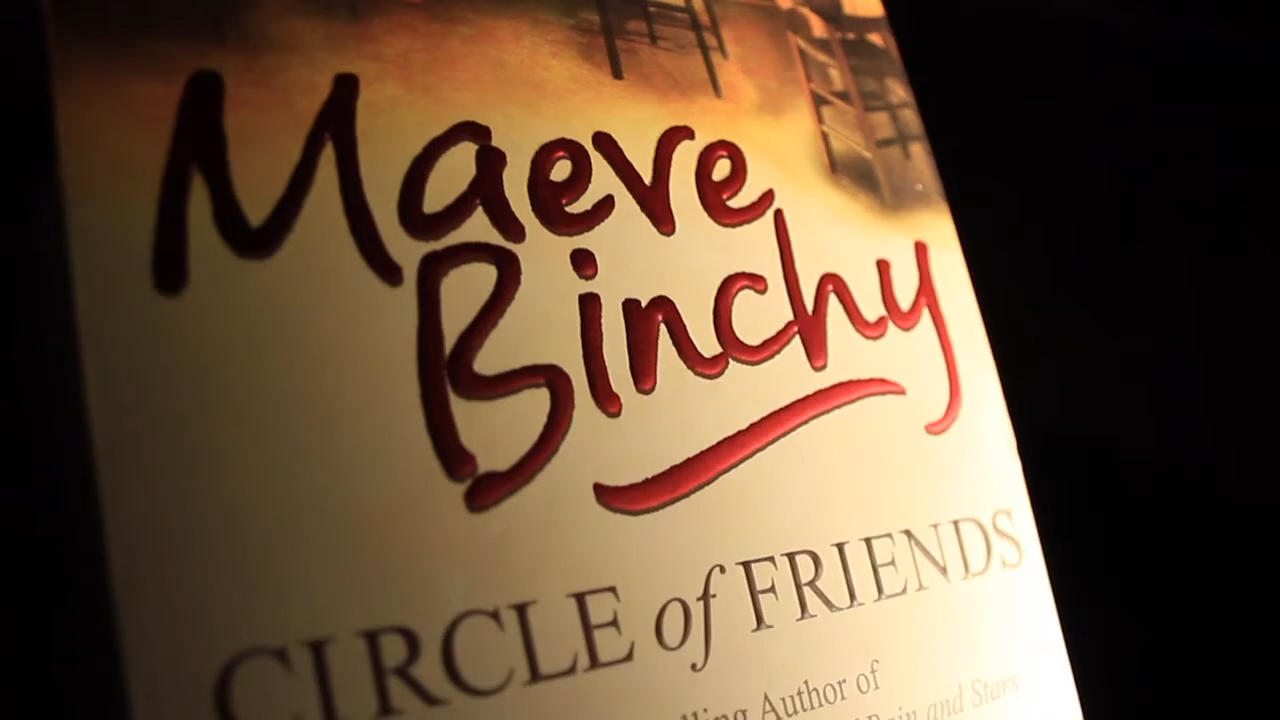 Maeve
Binchy
CIRCLE of FRIENDS
Author of
Rain and Stars